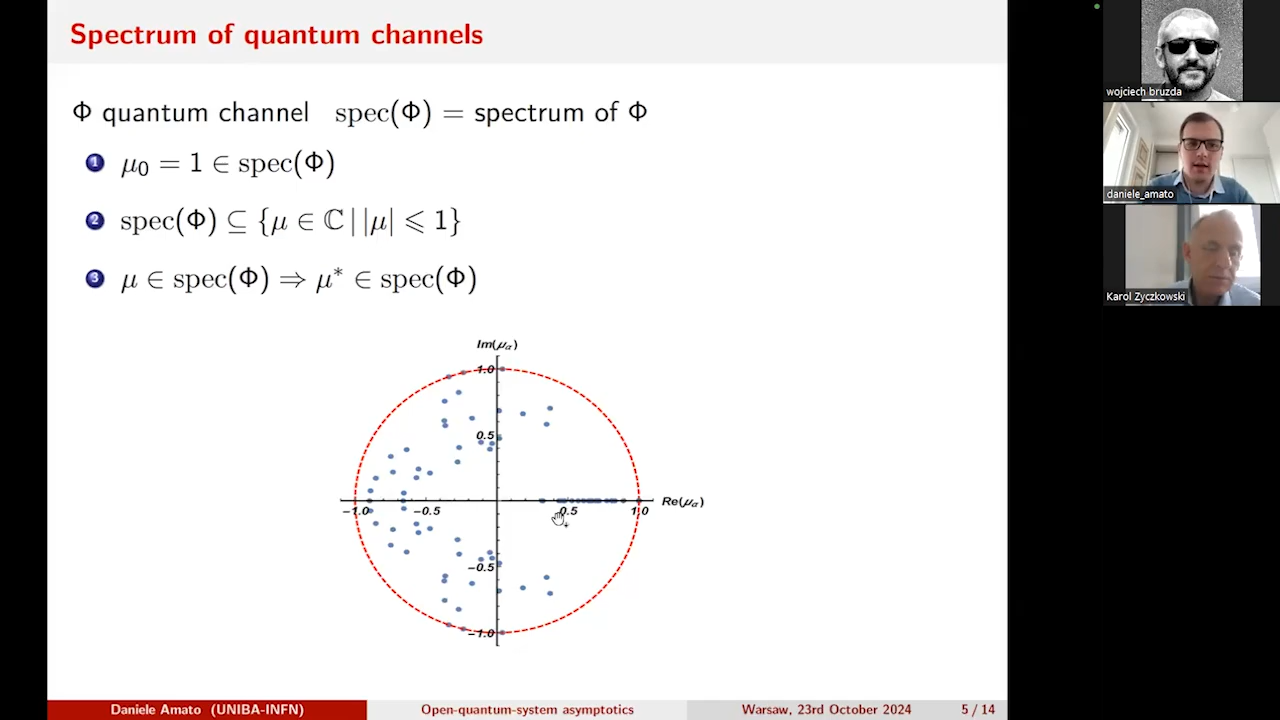 Spectrum of quantum channels
Φ quantum channel spec(Φ) = spectrum of Φ
1 μ₀ = 1 ∈ spec(Φ)
2 spec(Φ) ⊆ {μ ∈ ℂ | |μ| ⩽ 1}
3 μ ∈ spec(Φ) ⇒ μ* ∈ spec(Φ)
Im(μα)
1.0
0.5
−1.0 −0.5 0.5 1.0 Re(μα)
−0.5
−1.0
Daniele Amato (UNIBA-INFN) Open-quantum-system asymptotics Warsaw, 23rd October 2024 5 / 14
wojciech bruzda
daniele_amato
Karol Zyczkowski